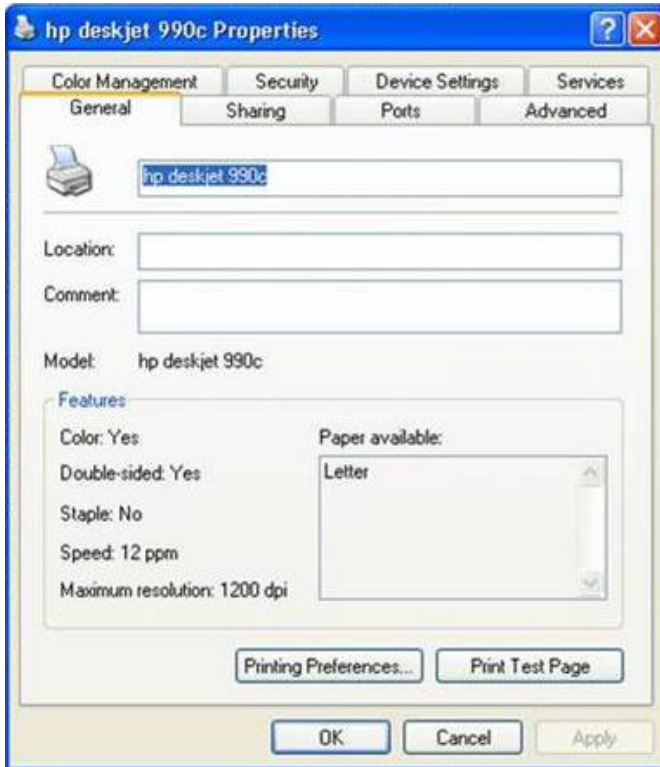 hp deskjet 990c Properties
Color Management Security Device Settings Services
General Sharing Ports Advanced
hp deskjet 990c
Location:
Comment:
Model: hp deskjet 990c
Features
Color: Yes
Paper available:
Double-sided: Yes
Letter
Staple: No
Speed: 12 ppm
Maximum resolution: 1200 dpi
Printing Preferences... Print Test Page
OK Cancel Apply